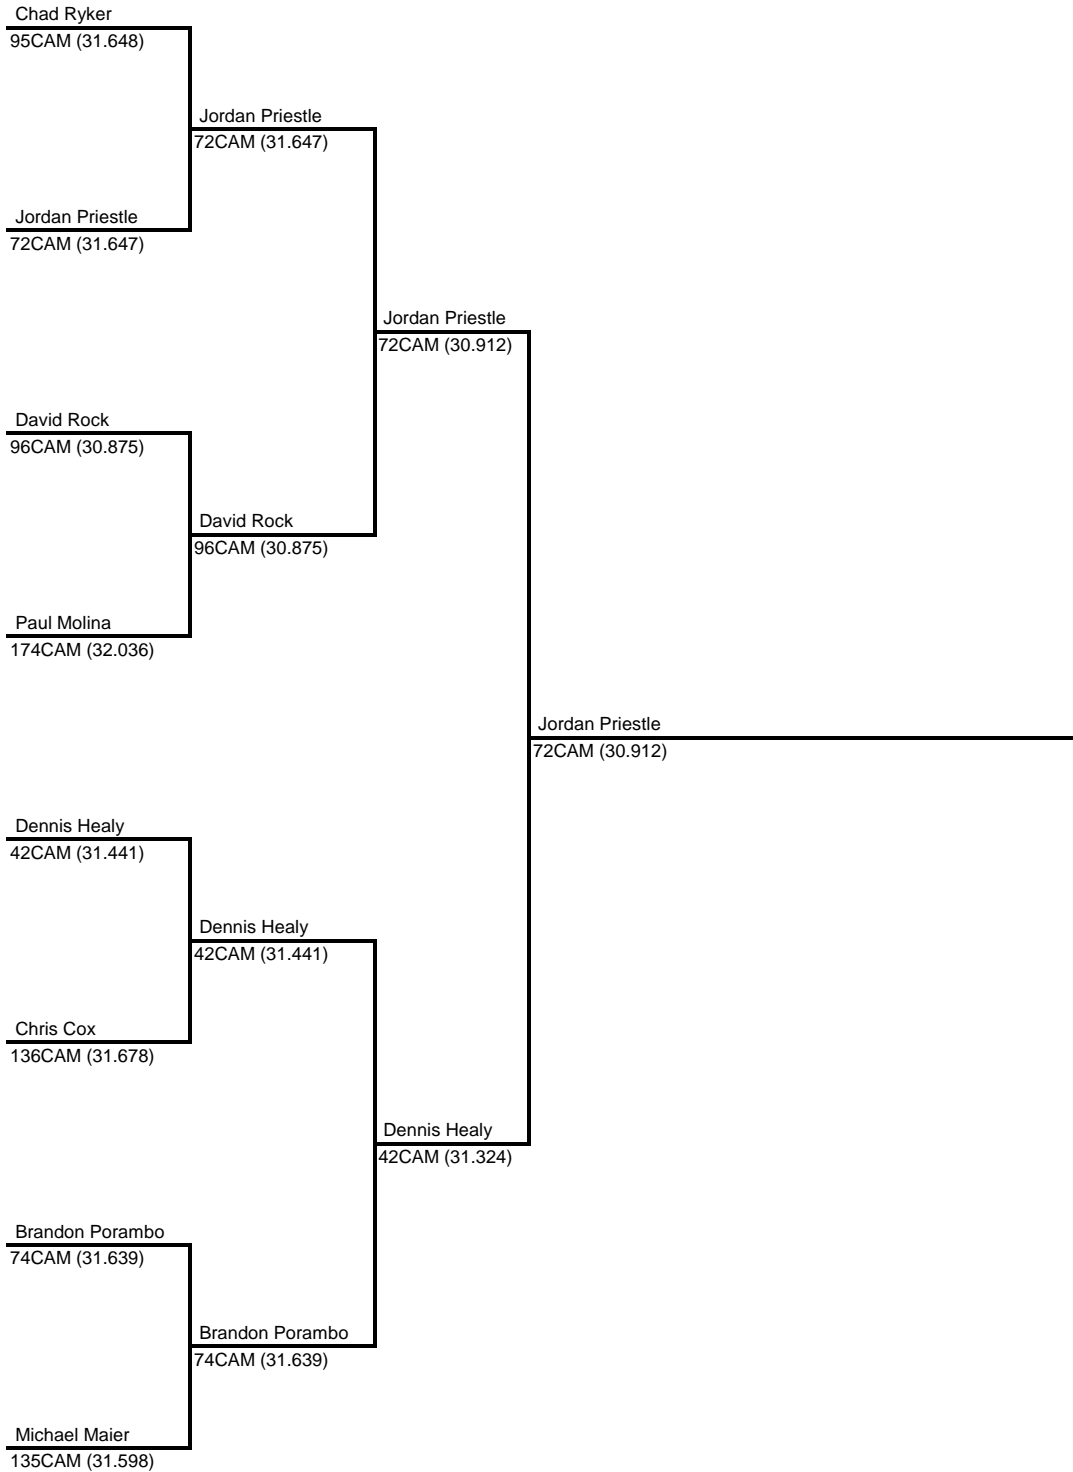 Chad Ryker
95CAM (31.648)
Jordan Priestle
72CAM (31.647)
Jordan Priestle
72CAM (31.647)
Jordan Priestle
72CAM (30.912)
David Rock
96CAM (30.875)
David Rock
96CAM (30.875)
Paul Molina
174CAM (32.036)
Jordan Priestle
72CAM (30.912)
Dennis Healy
42CAM (31.441)
Dennis Healy
42CAM (31.441)
Chris Cox
136CAM (31.678)
Dennis Healy
42CAM (31.324)
Brandon Porambo
74CAM (31.639)
Brandon Porambo
74CAM (31.639)
Michael Maier
135CAM (31.598)